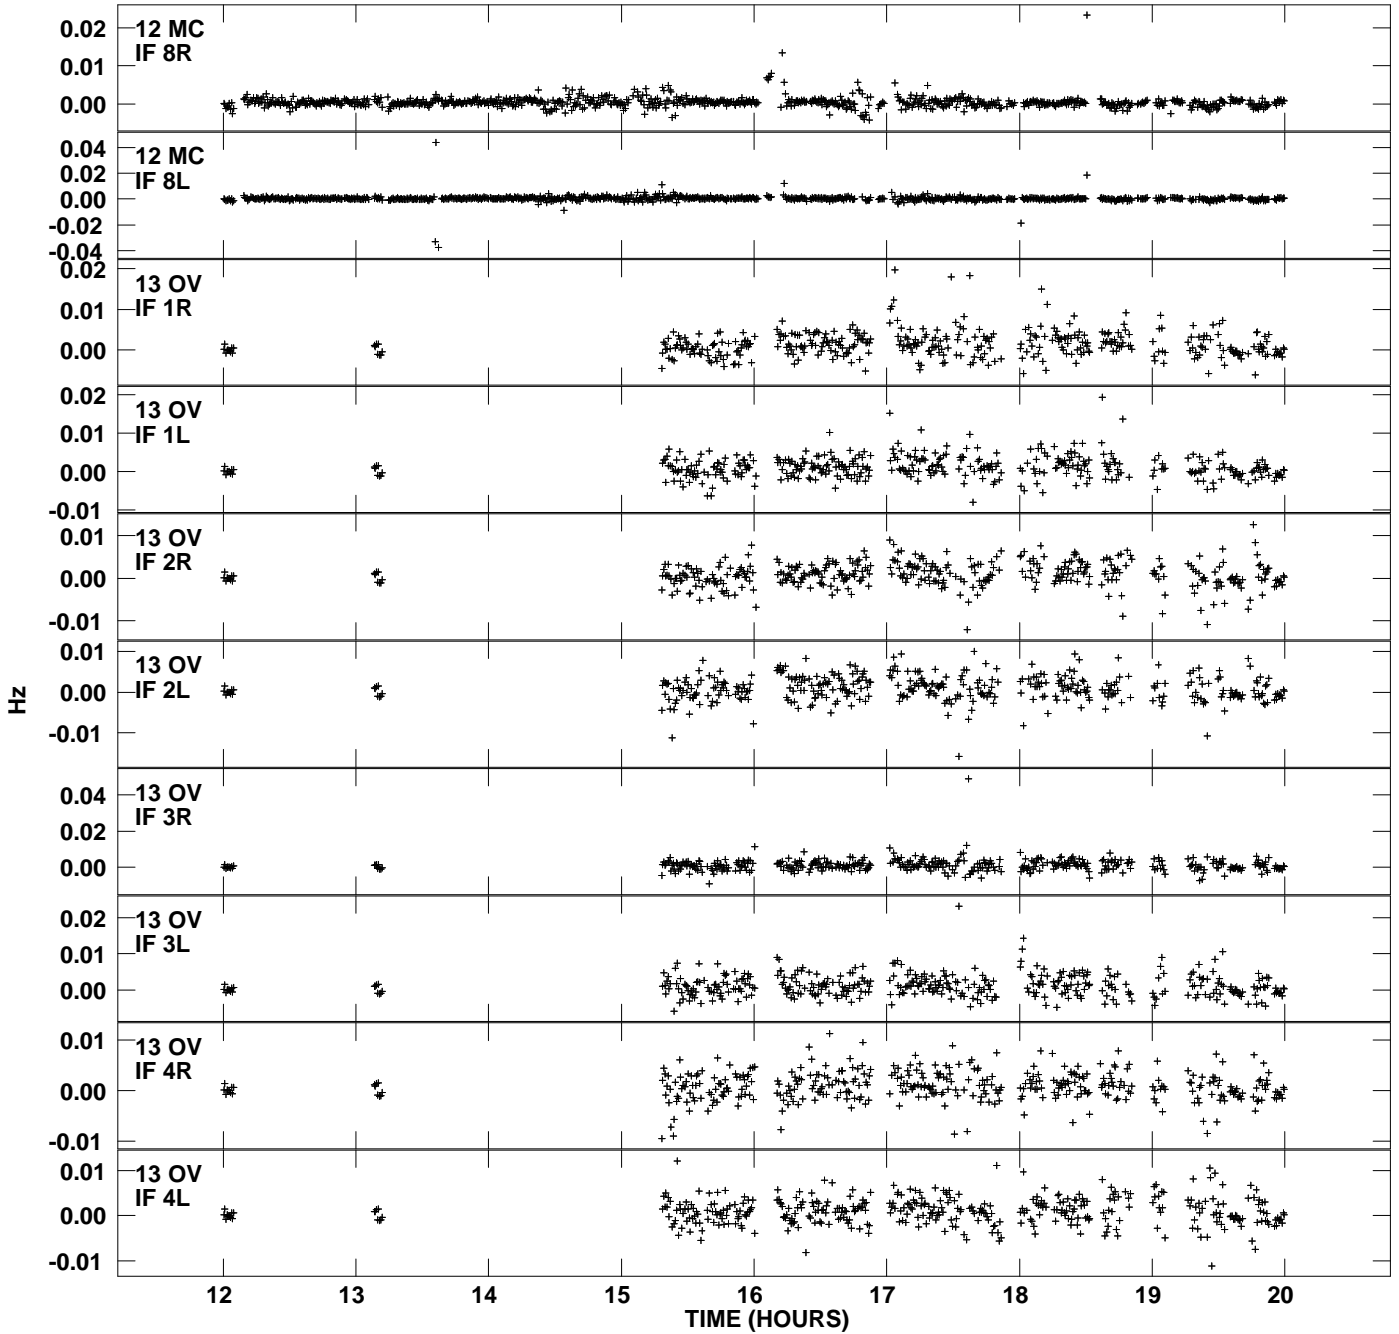 0.02
0.01
0.00
12 MC
IF 8R
0.04
0.02
0.00
-0.02
-0.04
12 MC
IF 8L
0.02
0.01
0.00
13 OV
IF 1R
0.02
0.01
0.00
-0.01
13 OV
IF 1L
0.01
0.00
-0.01
13 OV
IF 2R
0.01
0.00
-0.01
13 OV
IF 2L
0.04
0.02
0.00
13 OV
IF 3R
0.02
0.01
0.00
13 OV
IF 3L
0.01
0.00
-0.01
13 OV
IF 4R
0.01
0.00
-0.01
13 OV
IF 4L
Hz
12 13 14 15 16 17 18 19 20
TIME (HOURS)